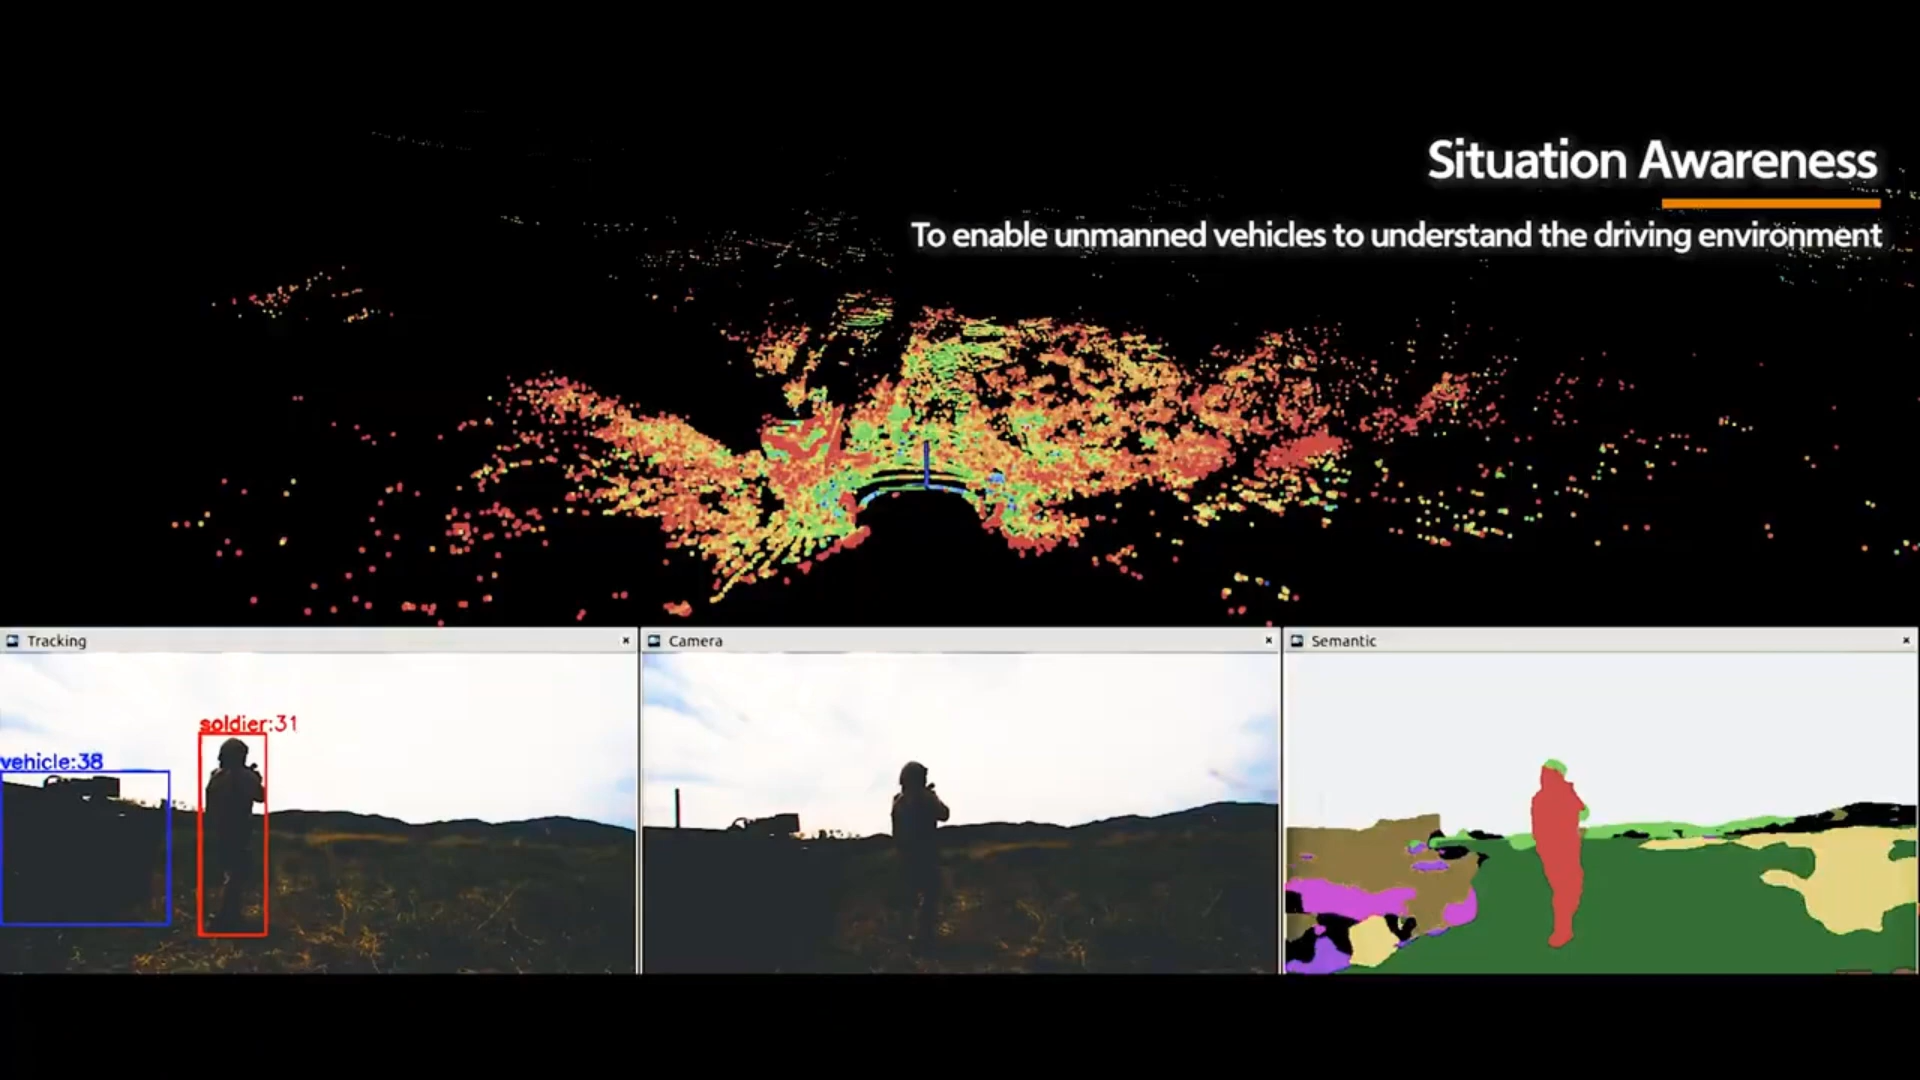 Situation Awareness
To enable unmanned vehicles to understand the driving environment
Tracking
Camera
Semantic
soldier:31
vehicle:38